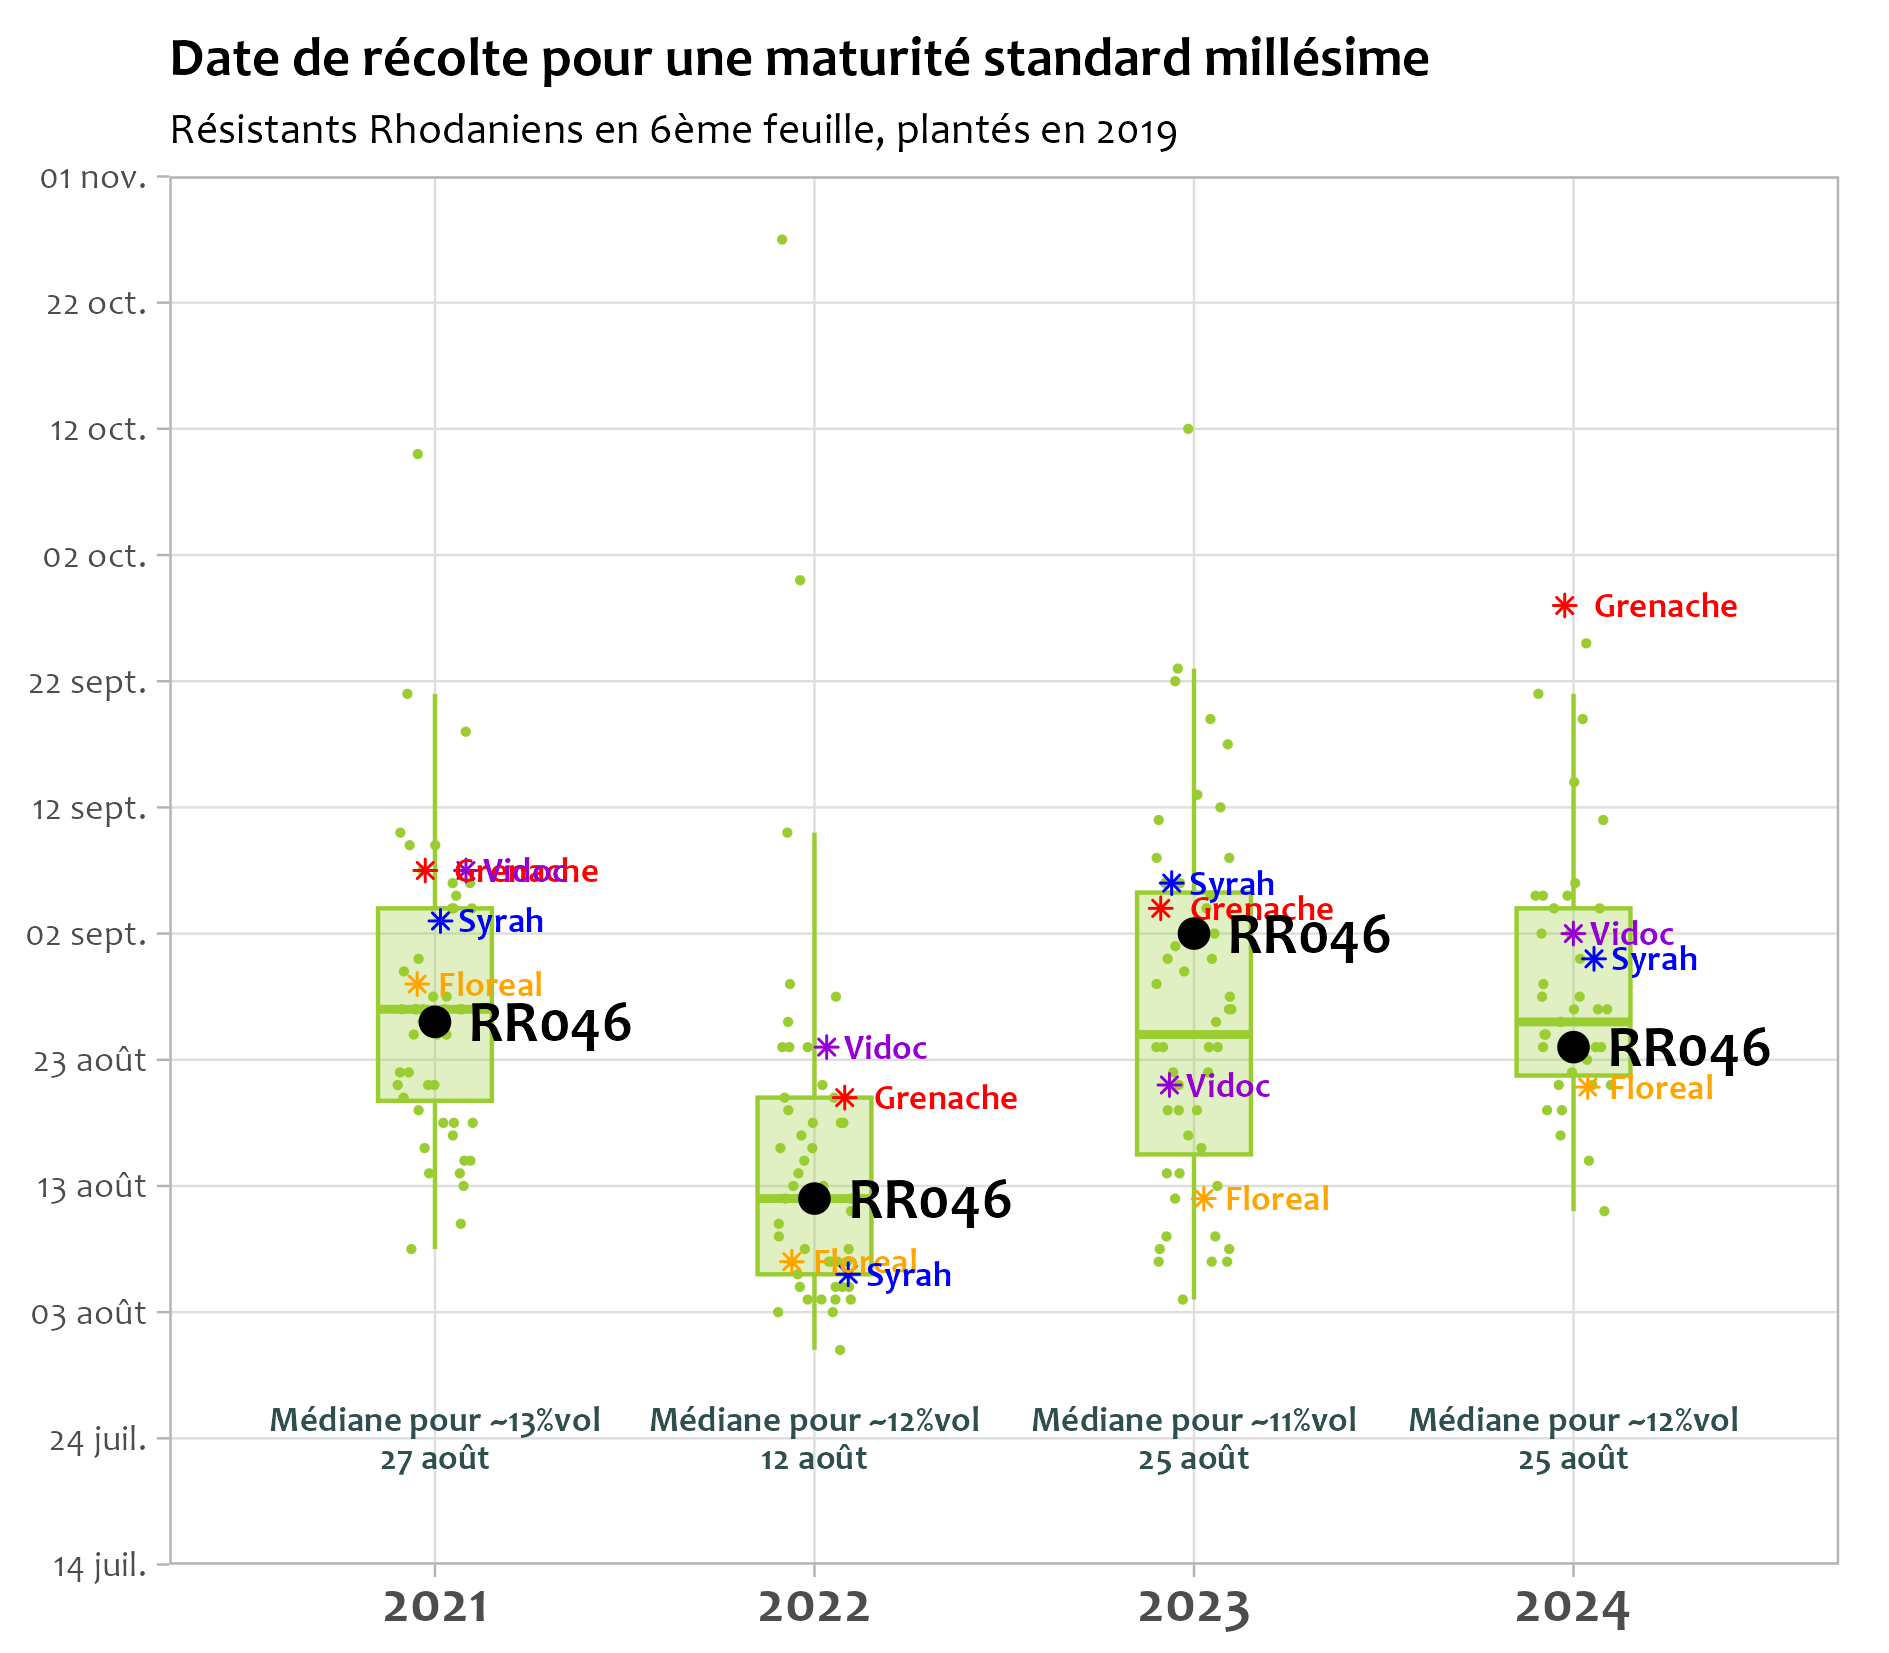 Date de récolte pour une maturité standard millésime
Résistants Rhodaniens en 6ème feuille, plantés en 2019
01 nov.
22 oct.
12 oct.
02 oct.
22 sept.
12 sept.
02 sept.
23 août
13 août
03 août
24 juil.
14 juil.
Grenache
Vidoc
Syrah
Floreal
RR046
Vidoc
Grenache
RR046
Floreal
Syrah
Syrah
Grenache
RR046
Vidoc
Floreal
Grenache
Vidoc
Syrah
RR046
Floreal
Médiane pour ~13%vol
27 août
Médiane pour ~12%vol
12 août
Médiane pour ~11%vol
25 août
Médiane pour ~12%vol
25 août
2021
2022
2023
2024